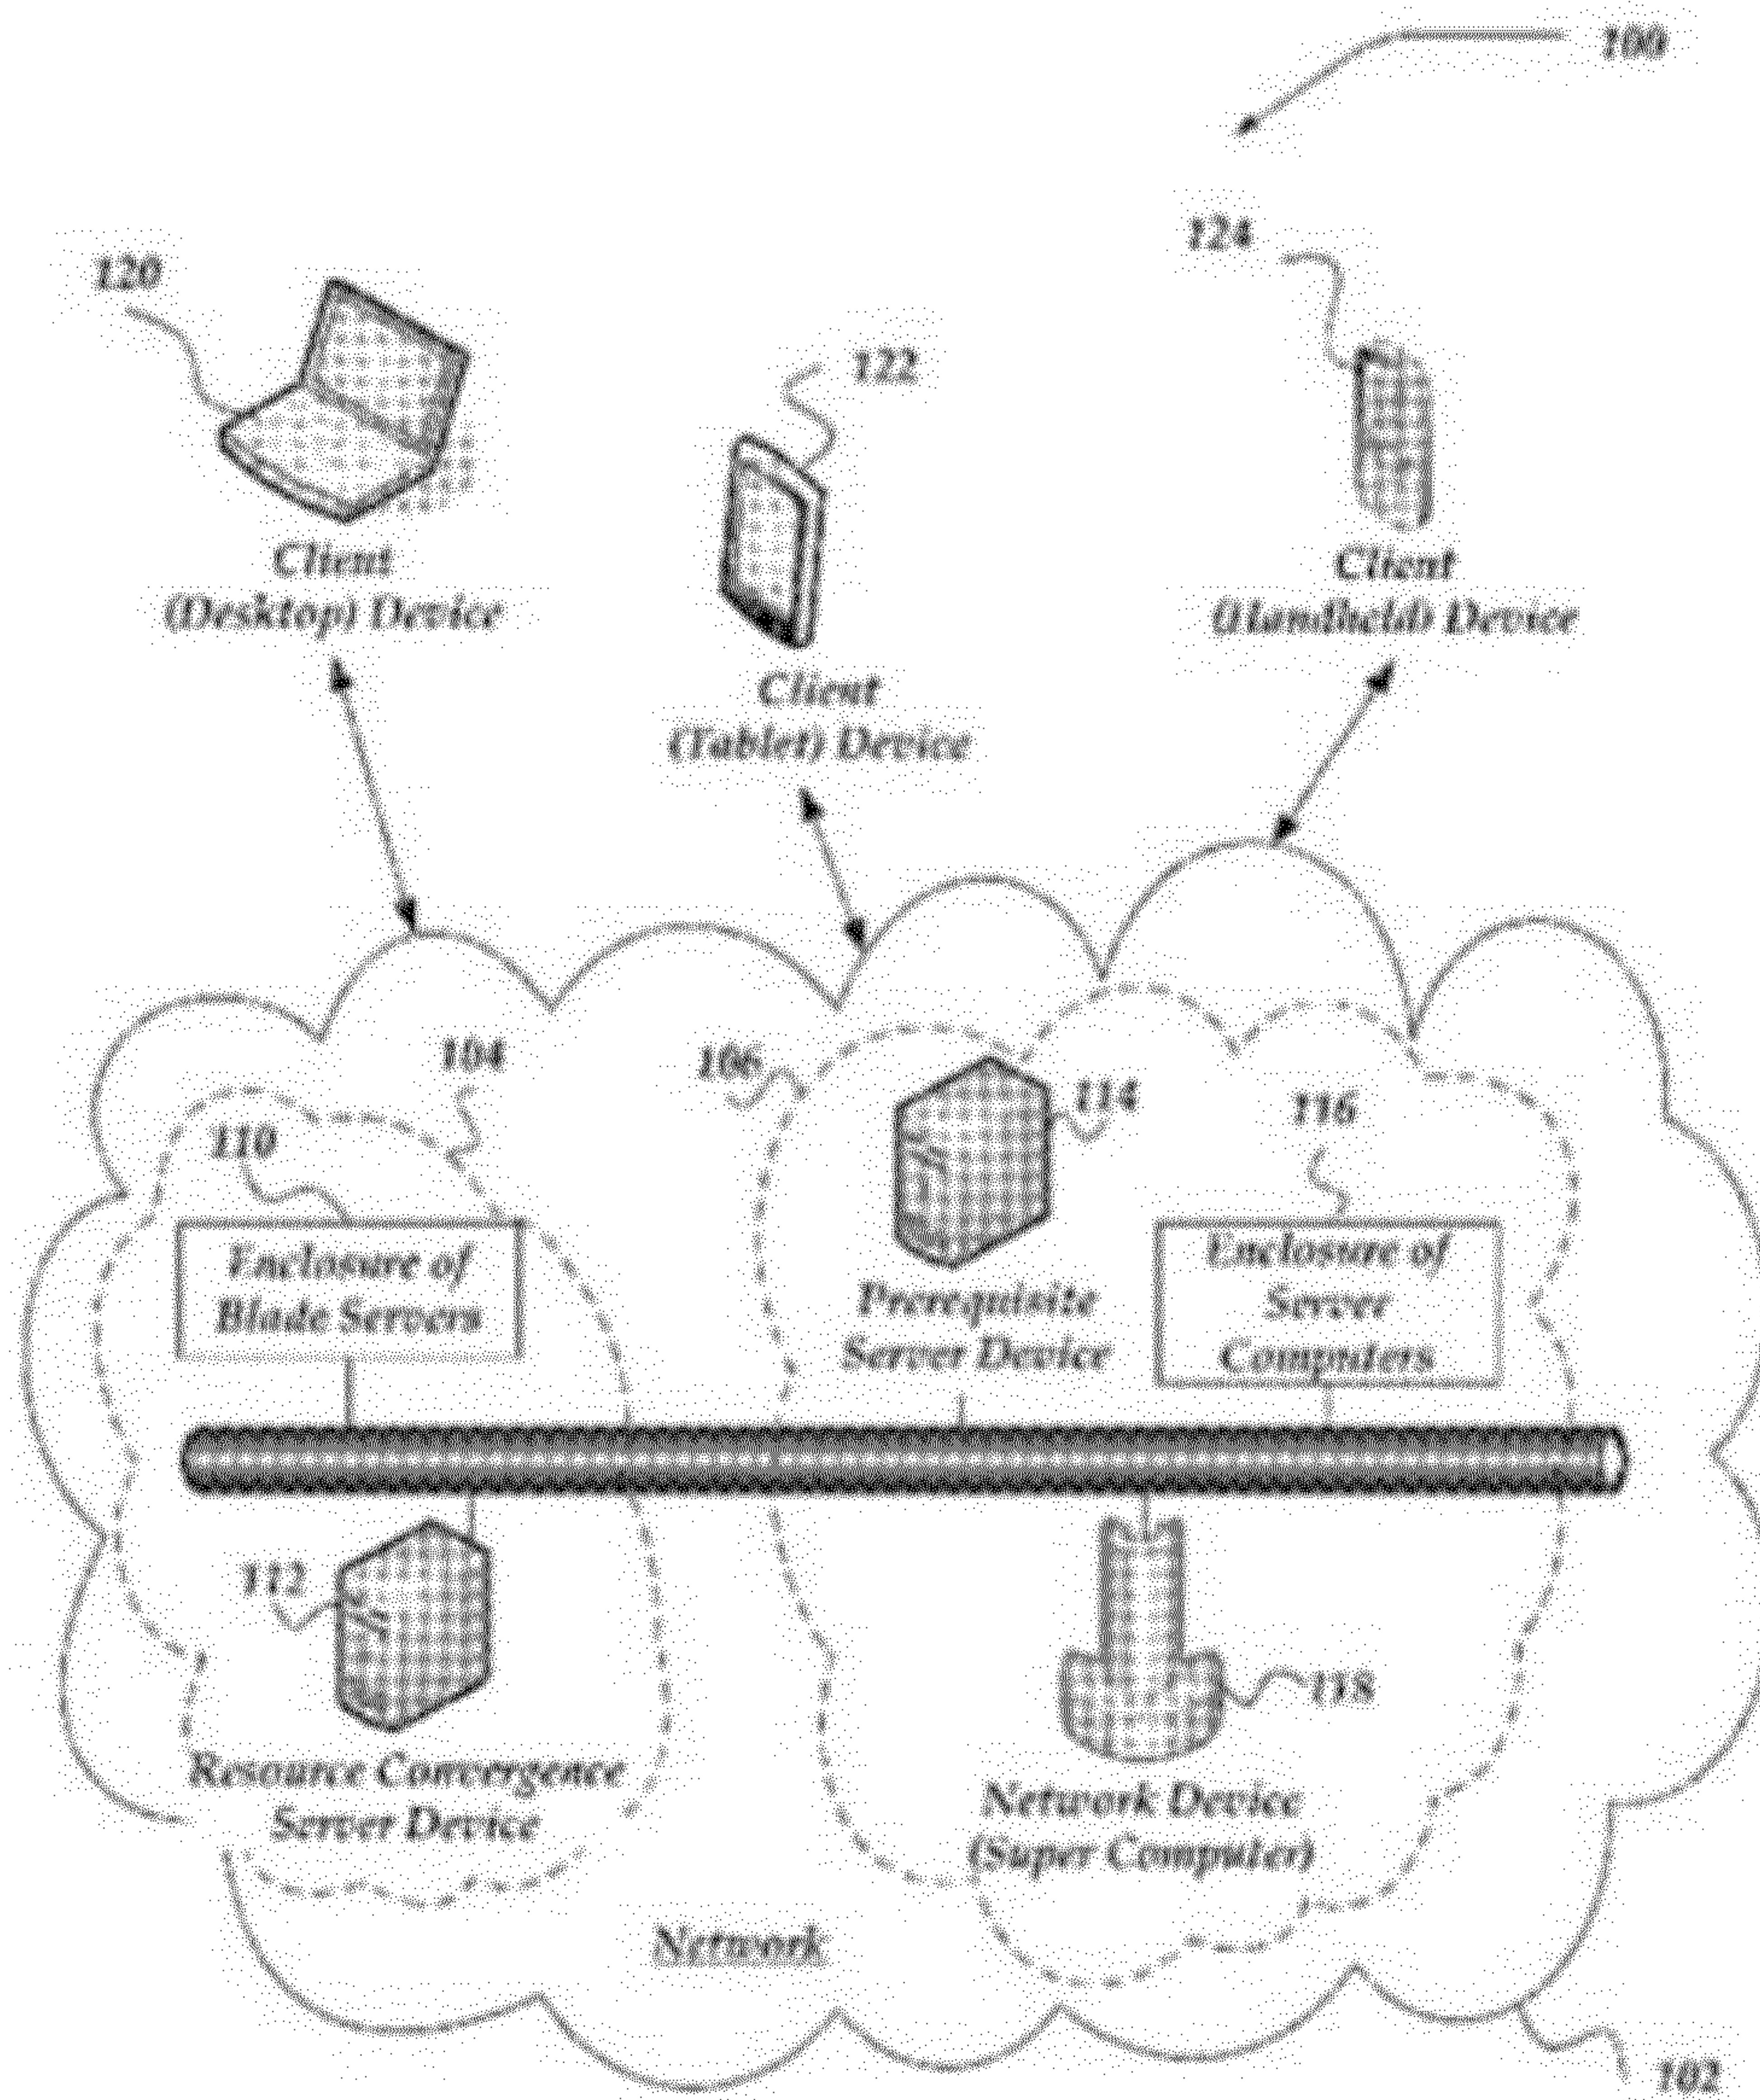 100
124
120
122
Client
(Desktop) Device
Client
(Handheld) Device
Client
(Tablet) Device
104
106
114
116
110
Enclosure of
Blade Servers
Enclosure of
Server
Computers
Prerequisite
Server Device
112
118
Resource Convergence
Server Device
Network Device
(Super Computer)
Network
102